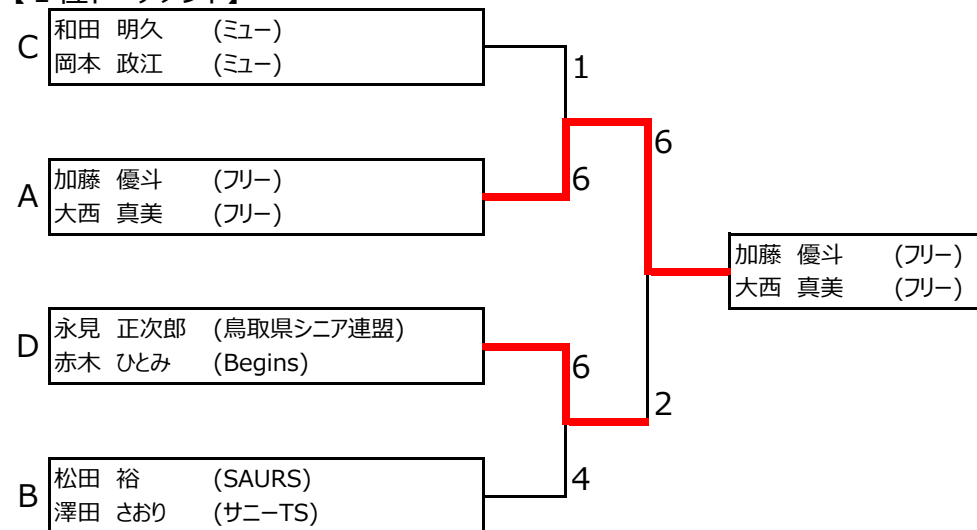 C
和田 明久 (ミュー)
岡本 政江 (ミュー)
1
6
A
加藤 優斗 (フリー)
大西 真美 (フリー)
6
加藤 優斗 (フリー)
大西 真美 (フリー)
D
永見 正次郎 (鳥取県シニア連盟)
赤木 ひとみ (Begins)
6
2
B
松田 裕 (SAURS)
澤田 さおり (サニーTS)
4